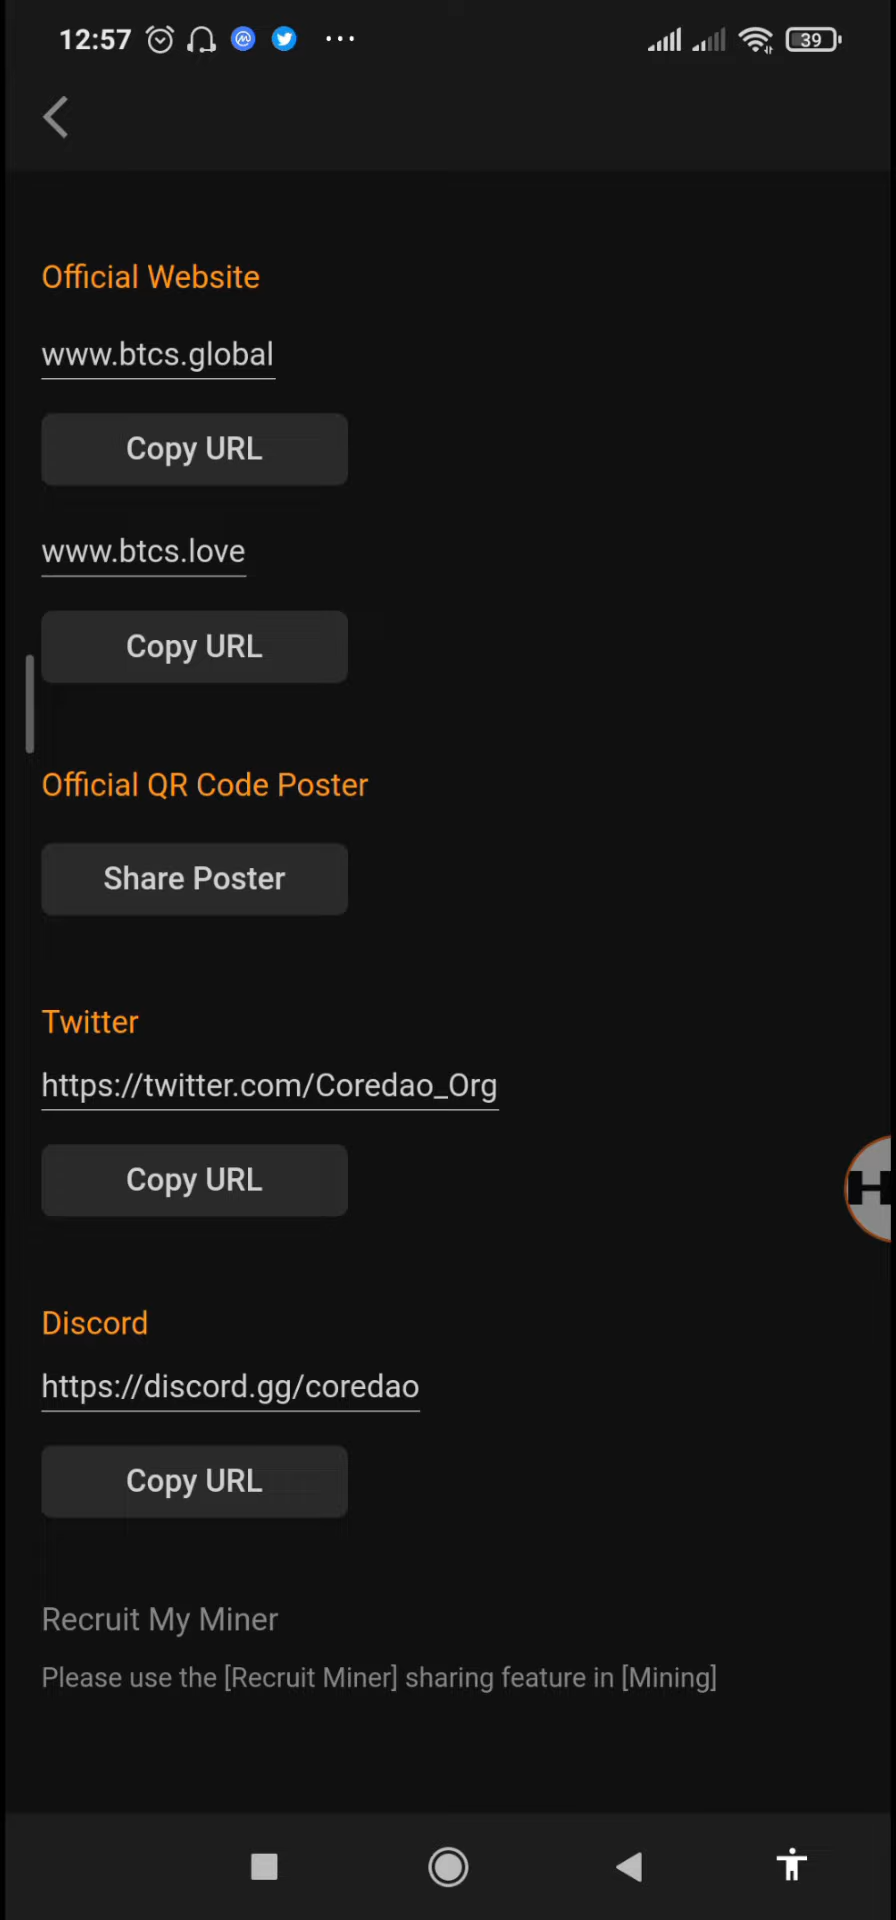 12:57
39
Official Website
www.btcs.global
Copy URL
www.btcs.love
Copy URL
Official QR Code Poster
Share Poster
Twitter
https://twitter.com/Coredao_Org
Copy URL
H
Discord
https://discord.gg/coredao
Copy URL
Recruit My Miner
Please use the [Recruit Miner] sharing feature in [Mining]